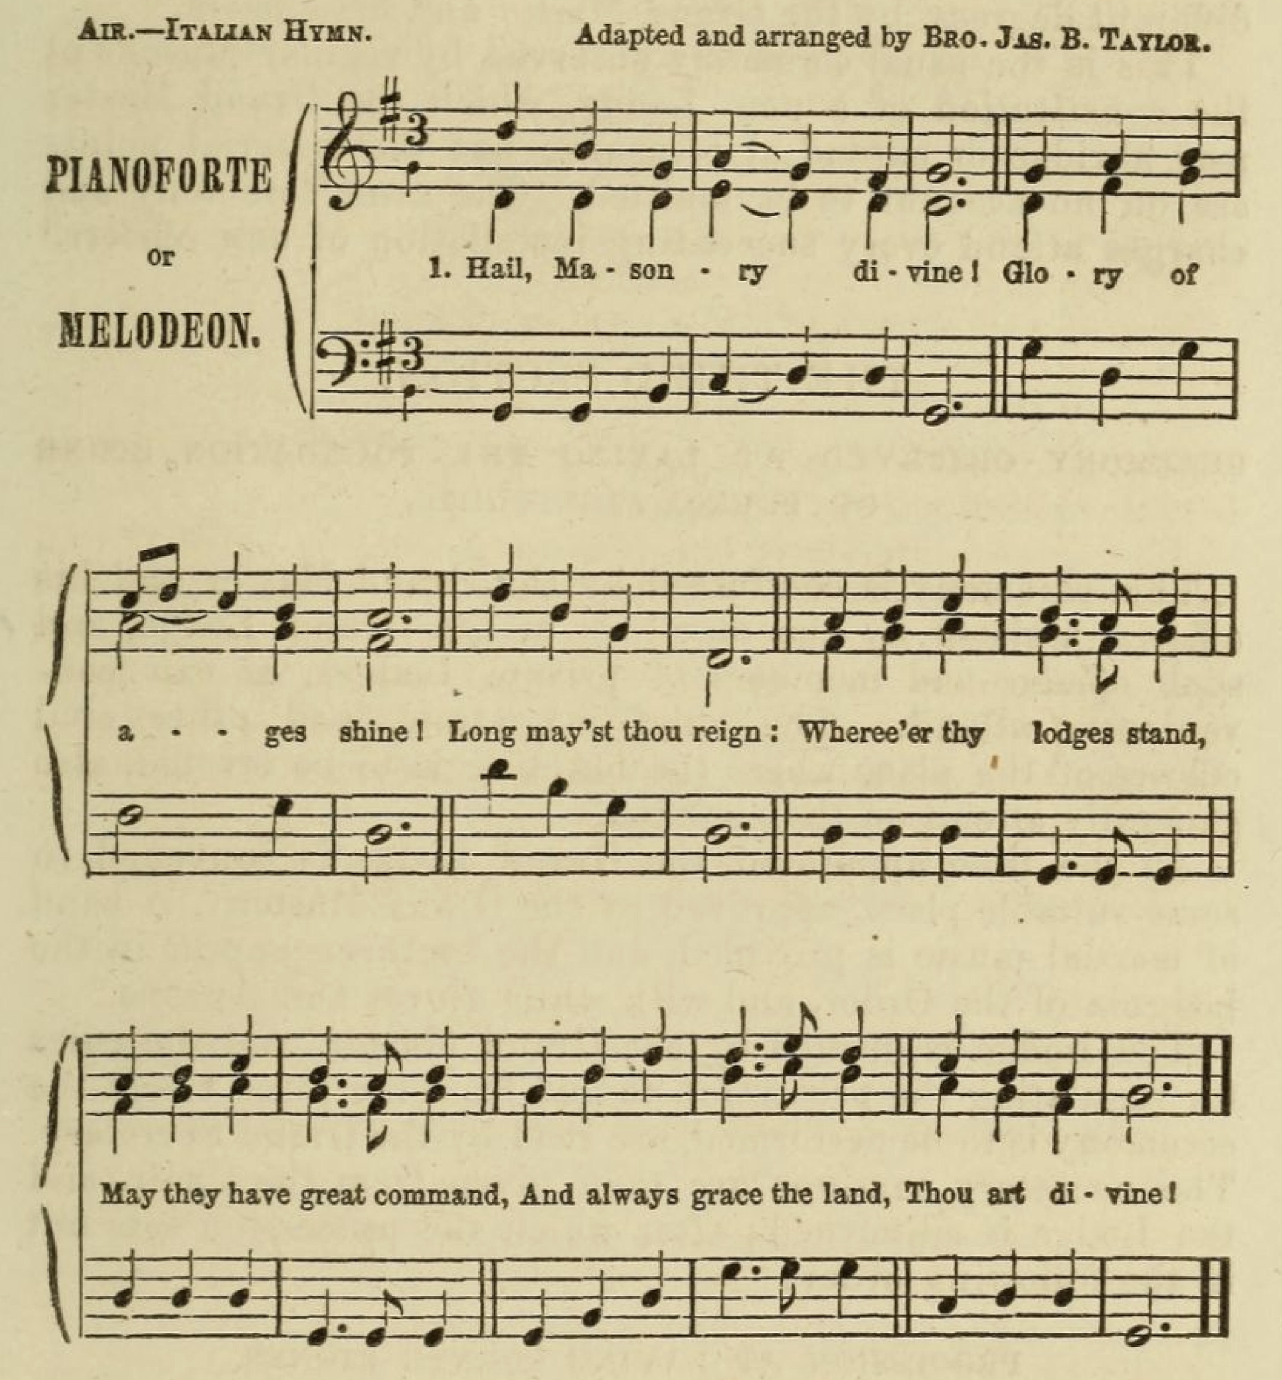 AIR.—ITALIAN HYMN. Adapted and arranged by BRO. JAS. B. TAYLOR.
PIANOFORTE
or
MELODEON.
3
1. Hail, Ma - son - ry di - vine! Glo - ry of
3
a - - ges shine! Long may'st thou reign: Wheree'er thy lodges stand,
May they have great command, And always grace the land, Thou art di - vine!